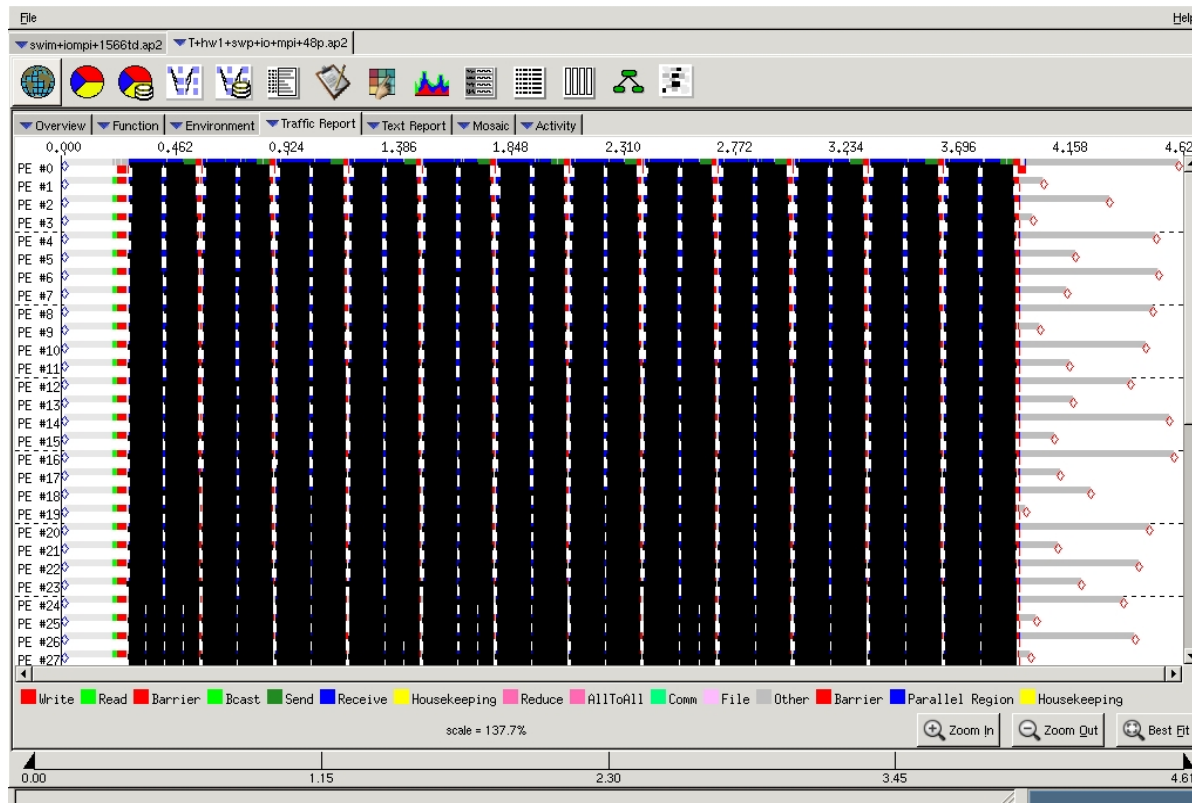 File Help
swim+iompi+1566td.ap2 T+hw1+swp+io+mpi+48p.ap2
Overview Function Environment Traffic Report Text Report Mosaic Activity
0.000 0.462 0.924 1.386 1.848 2.310 2.772 3.234 3.696 4.158 4.62
PE #0
PE #1
PE #2
PE #3
PE #4
PE #5
PE #6
PE #7
PE #8
PE #9
PE #10
PE #11
PE #12
PE #13
PE #14
PE #15
PE #16
PE #17
PE #18
PE #19
PE #20
PE #21
PE #22
PE #23
PE #24
PE #25
PE #26
PE #27
Write Read Barrier Bcast Send Receive Housekeeping Reduce AllToAll Comm File Other Barrier Parallel Region Housekeeping
scale = 137.7% Zoom In Zoom Out Best Fit
0.00 1.15 2.30 3.45 4.61